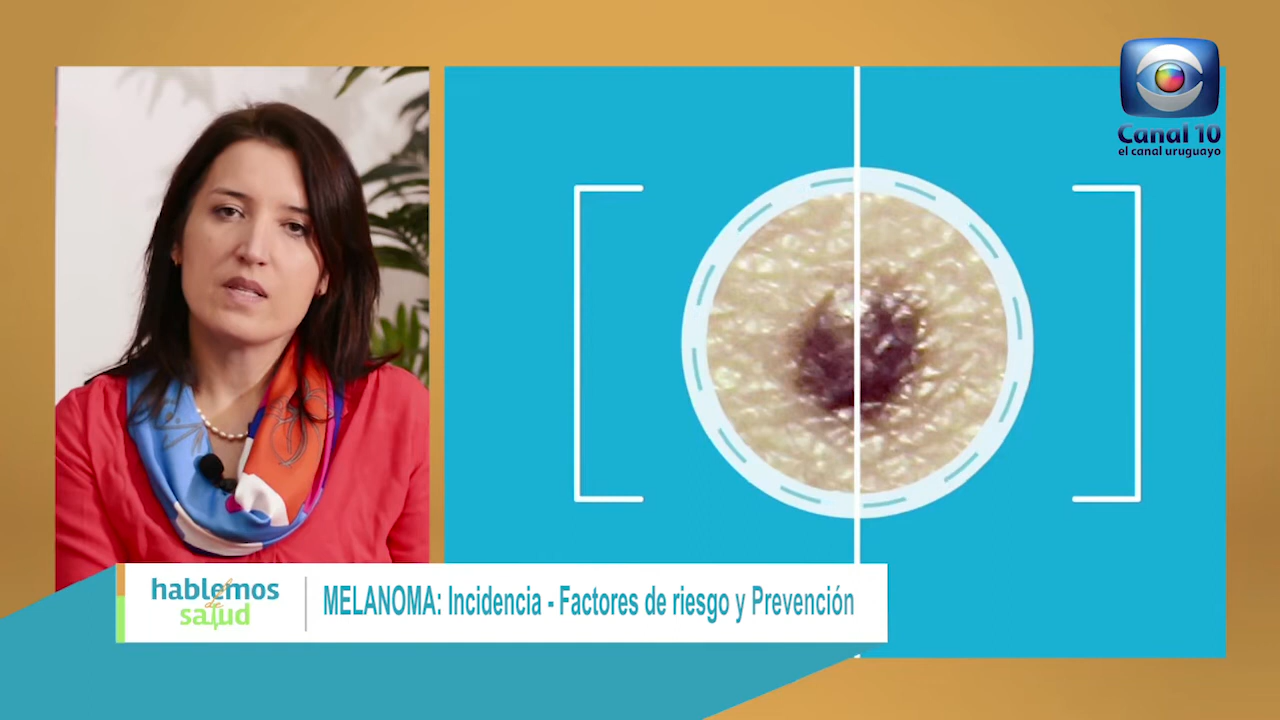 Canal 10
el canal uruguayo
hablemos
de
salud
MELANOMA: Incidencia - Factores de riesgo y Prevención